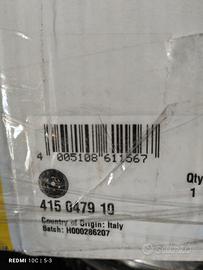 4 005108 611567
Qty
1
415 0479 10
Country of Origin: Italy
Batch: H000286207
REDMI 10C | S-3